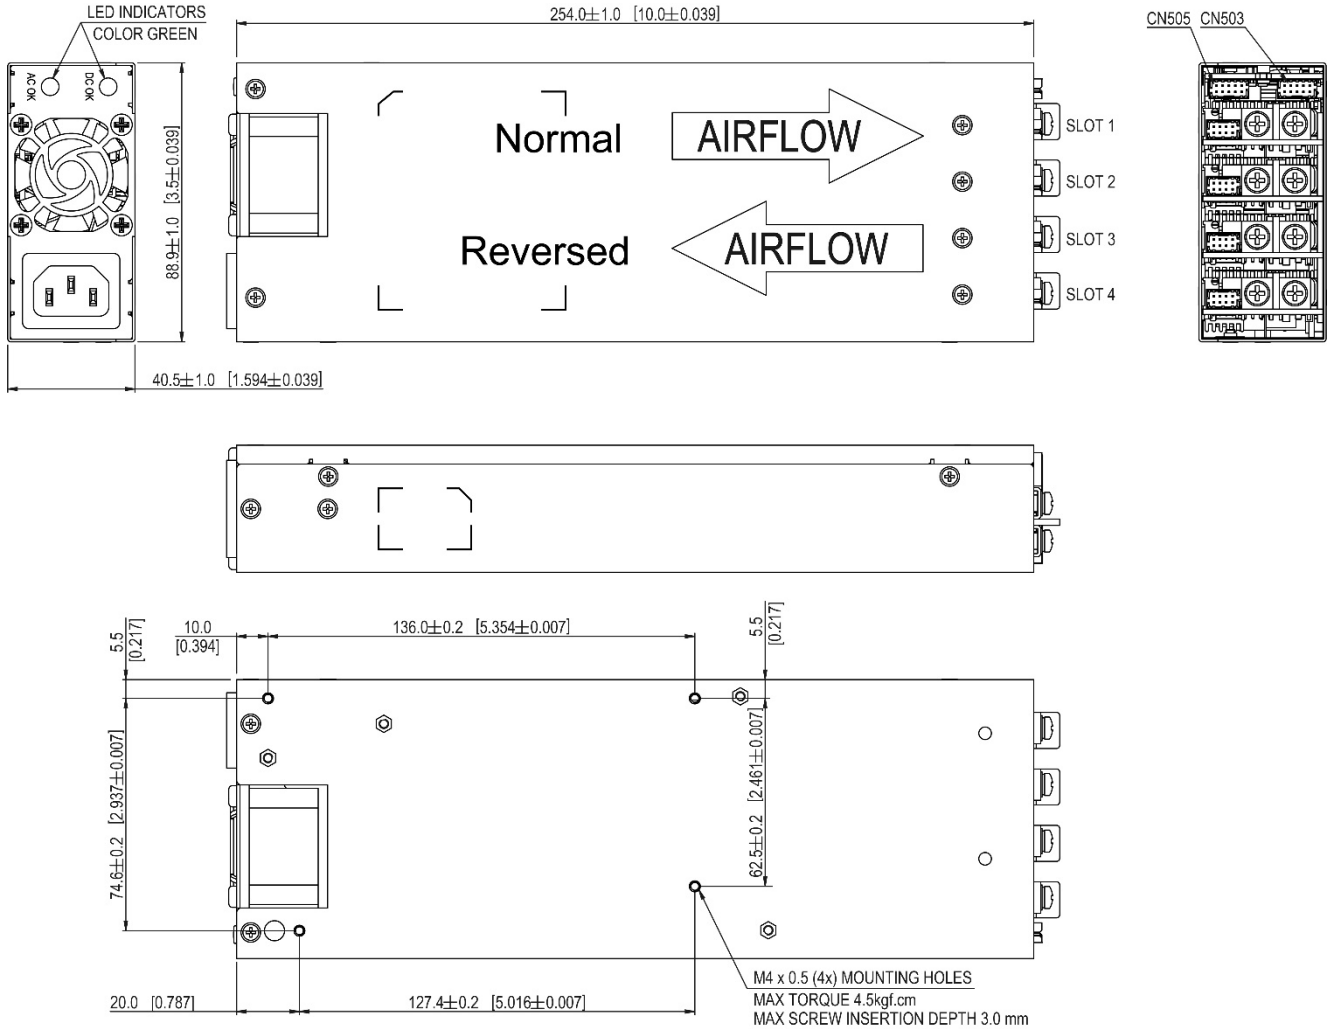 LED INDICATORS
COLOR GREEN
254.0±1.0 [10.0±0.039]
CN505 CN503
AC OK
DC OK
88.9±1.0 [3.5±0.039]
Normal
AIRFLOW
Reversed
AIRFLOW
SLOT 1
SLOT 2
SLOT 3
SLOT 4
40.5±1.0 [1.594±0.039]
5.5
[0.217]
10.0
[0.394]
136.0±0.2 [5.354±0.007]
5.5
[0.217]
74.6±0.2 [2.937±0.007]
62.5±0.2 [2.461±0.007]
20.0 [0.787]
127.4±0.2 [5.016±0.007]
M4 x 0.5 (4x) MOUNTING HOLES
MAX TORQUE 4.5kgf.cm
MAX SCREW INSERTION DEPTH 3.0 mm